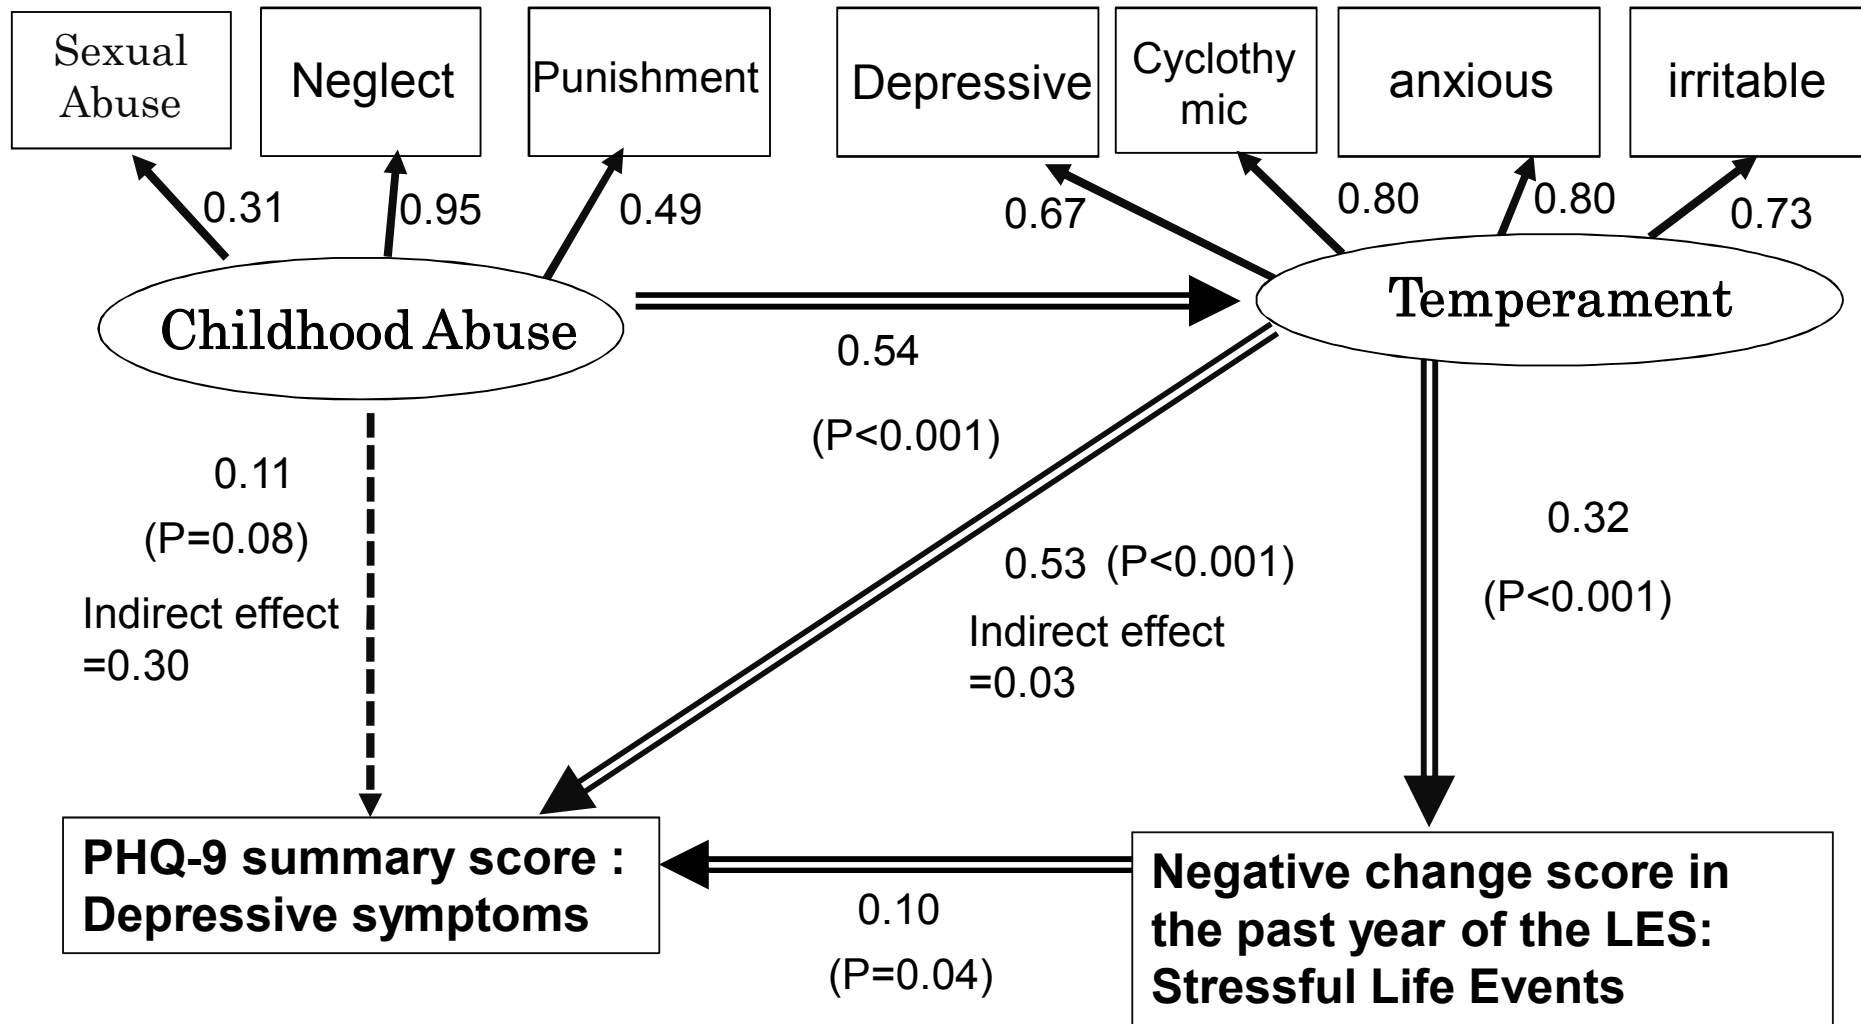 Sexual
Abuse
Neglect
Punishment
Depressive
Cyclothy
mic
anxious
irritable
0.31
0.95
0.49
0.67
0.80
0.80
0.73
Childhood Abuse
Temperament
0.54
(P<0.001)
0.11
(P=0.08)
Indirect effect
=0.30
0.53 (P<0.001)
Indirect effect
=0.03
0.32
(P<0.001)
PHQ-9 summary score :
Depressive symptoms
0.10
(P=0.04)
Negative change score in
the past year of the LES:
Stressful Life Events